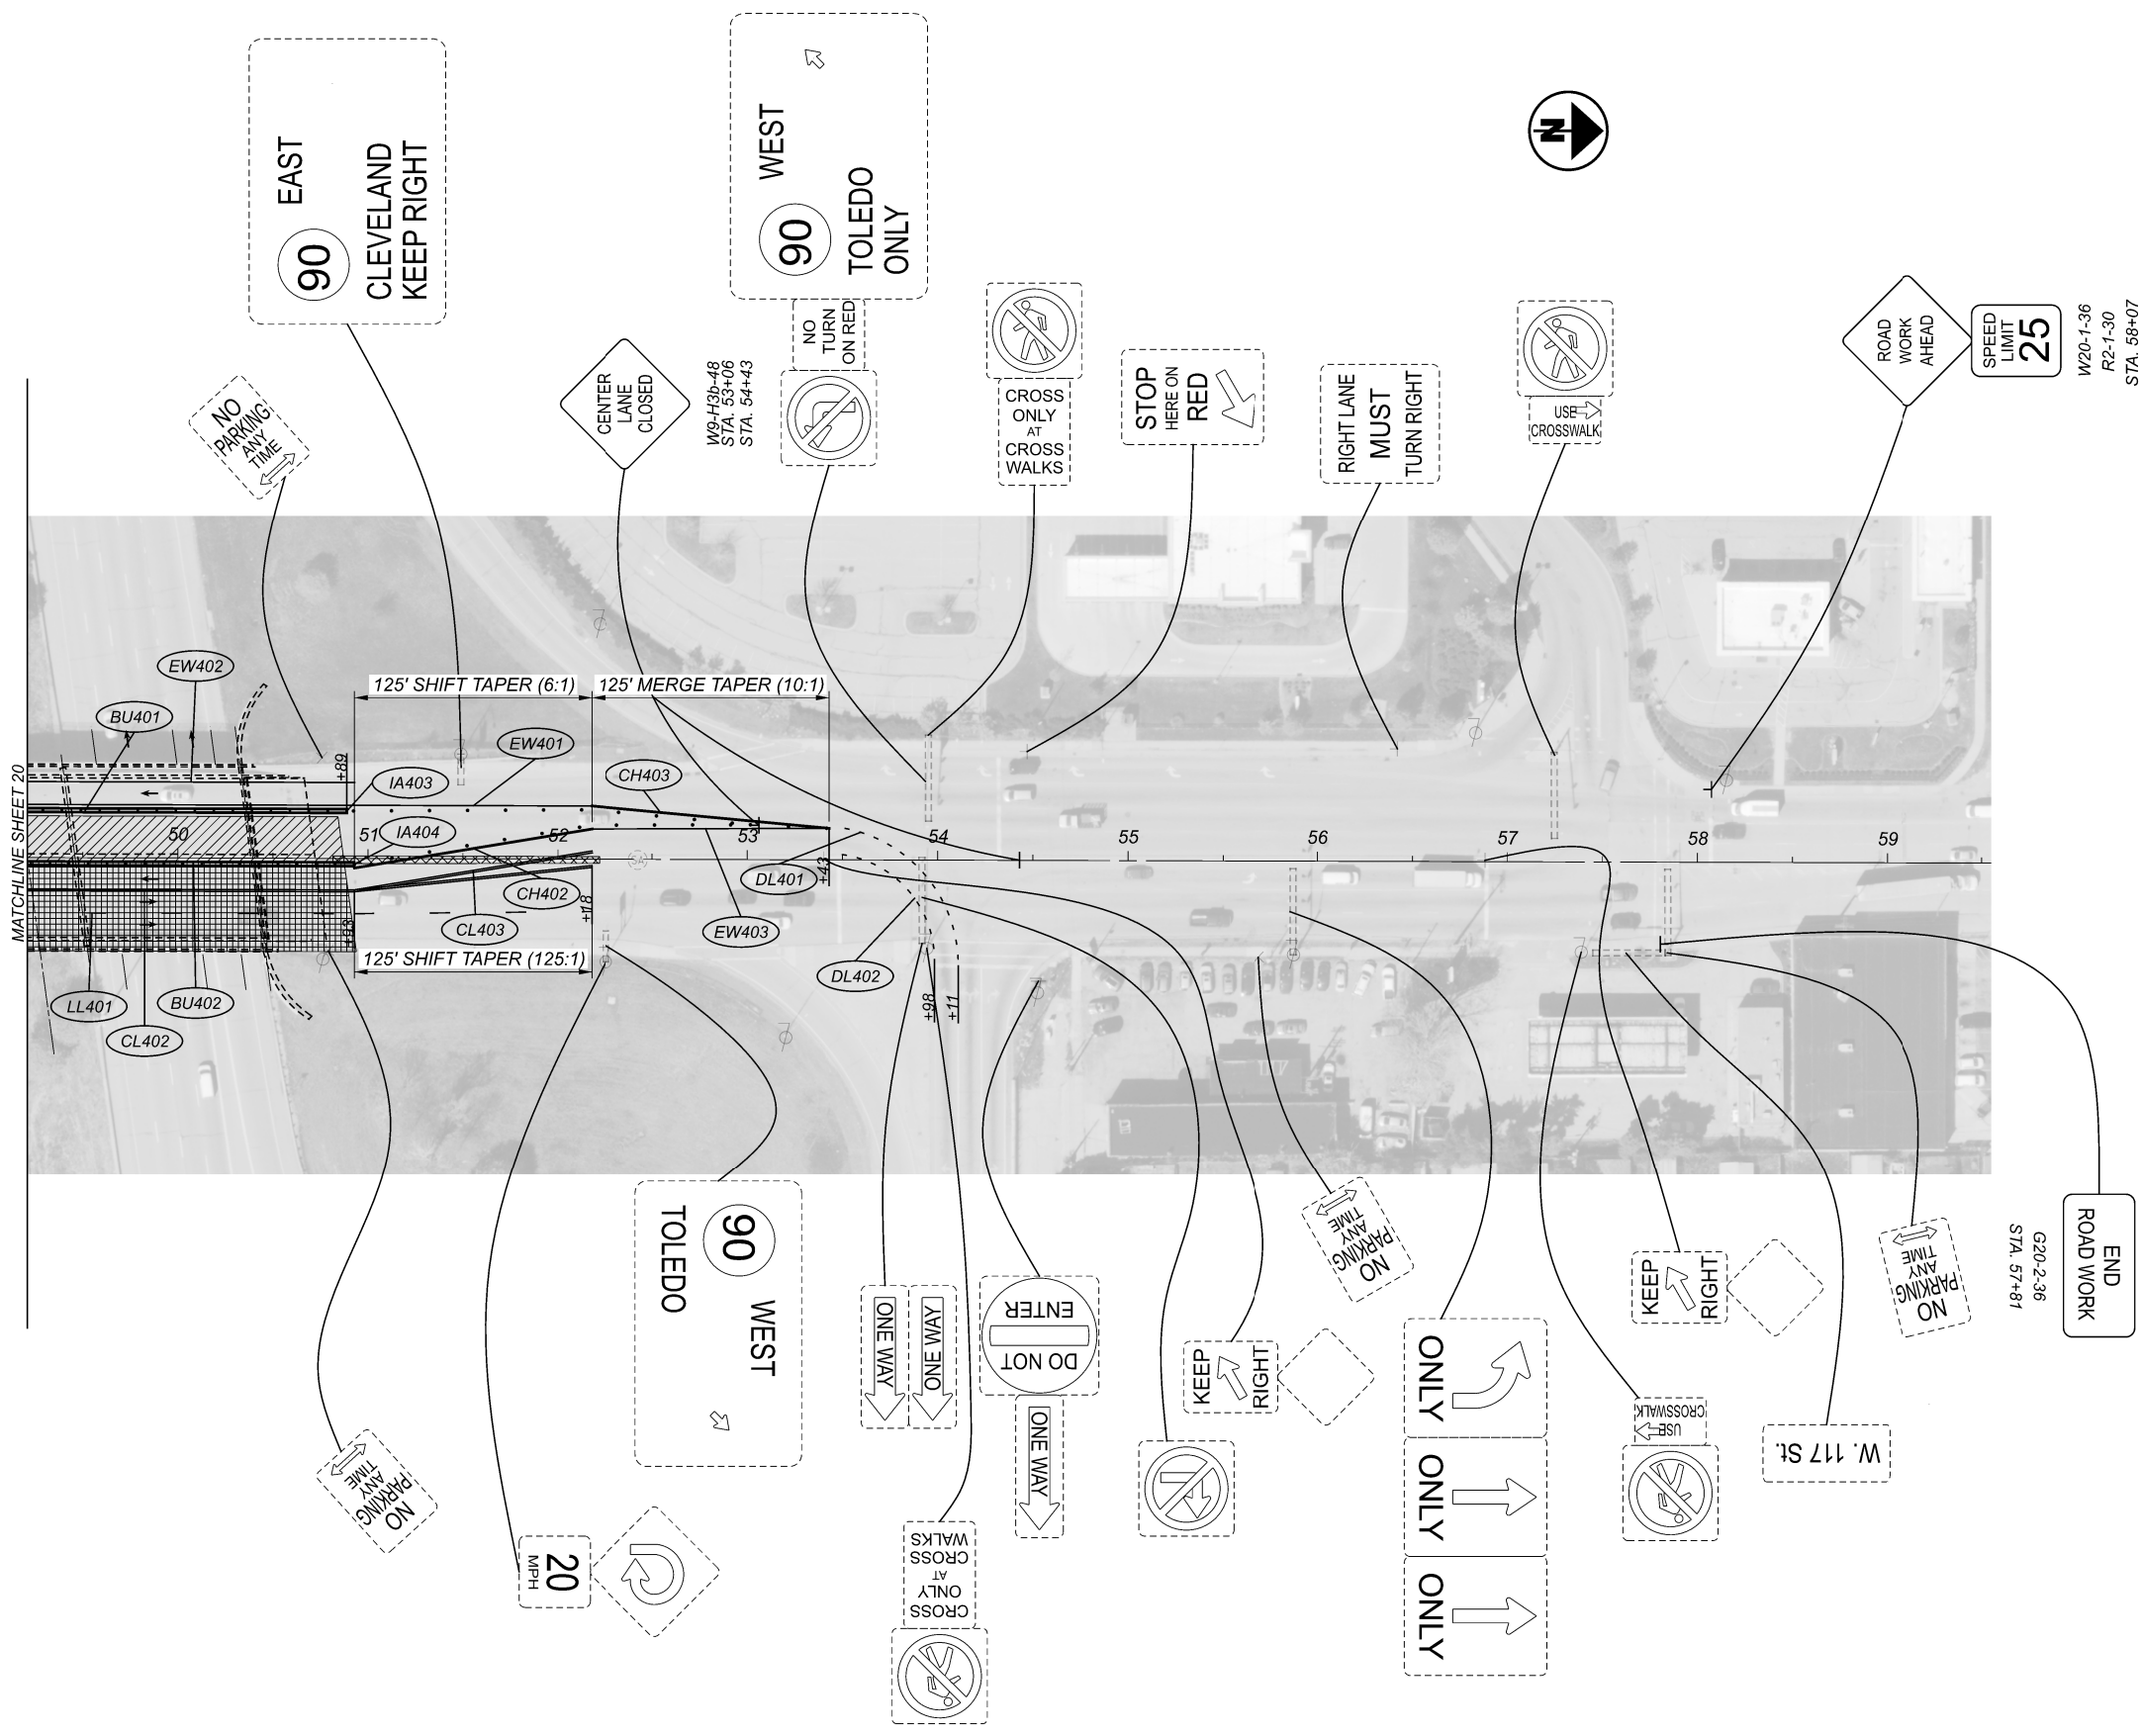 EAST
90
CLEVELAND
KEEP RIGHT
WEST
90
TOLEDO
ONLY
NO
TURN
ON RED
N
NO
PARKING
ANY
TIME
CENTER
LANE
CLOSED
W9-H3b-48
STA. 53+06
STA. 54+43
CROSS
ONLY
AT
CROSS
WALKS
STOP
HERE ON
RED
RIGHT LANE
MUST
TURN RIGHT
USE
CROSSWALK
ROAD
WORK
AHEAD
SPEED
LIMIT
25
W20-1-36
R2-1-30
STA. 58+07
MATCHLINE SHEET 20
EW402
BU401
125' SHIFT TAPER (6:1)
125' MERGE TAPER (10:1)
EW401
+89
IA403
CH403
IA404
50
51
52
53
54
55
56
57
58
59
SA
DL401
+43
CH402
+18
CL403
EW403
+93
125' SHIFT TAPER (125:1)
DL402
+98
+11
LL401
BU402
CL402
TOLEDO
90
WEST
NO
PARKING
ANY
TIME
20
MPH
ONE WAY
ONE WAY
CROSS
ONLY
AT
CROSS
WALKS
DO NOT
ENTER
ONE WAY
KEEP
RIGHT
NO
PARKING
ANY
TIME
ONLY
ONLY
ONLY
USE
CROSSWALK
KEEP
RIGHT
W. 117 St.
NO
PARKING
ANY
TIME
G20-2-36
STA. 57+81
END
ROAD WORK